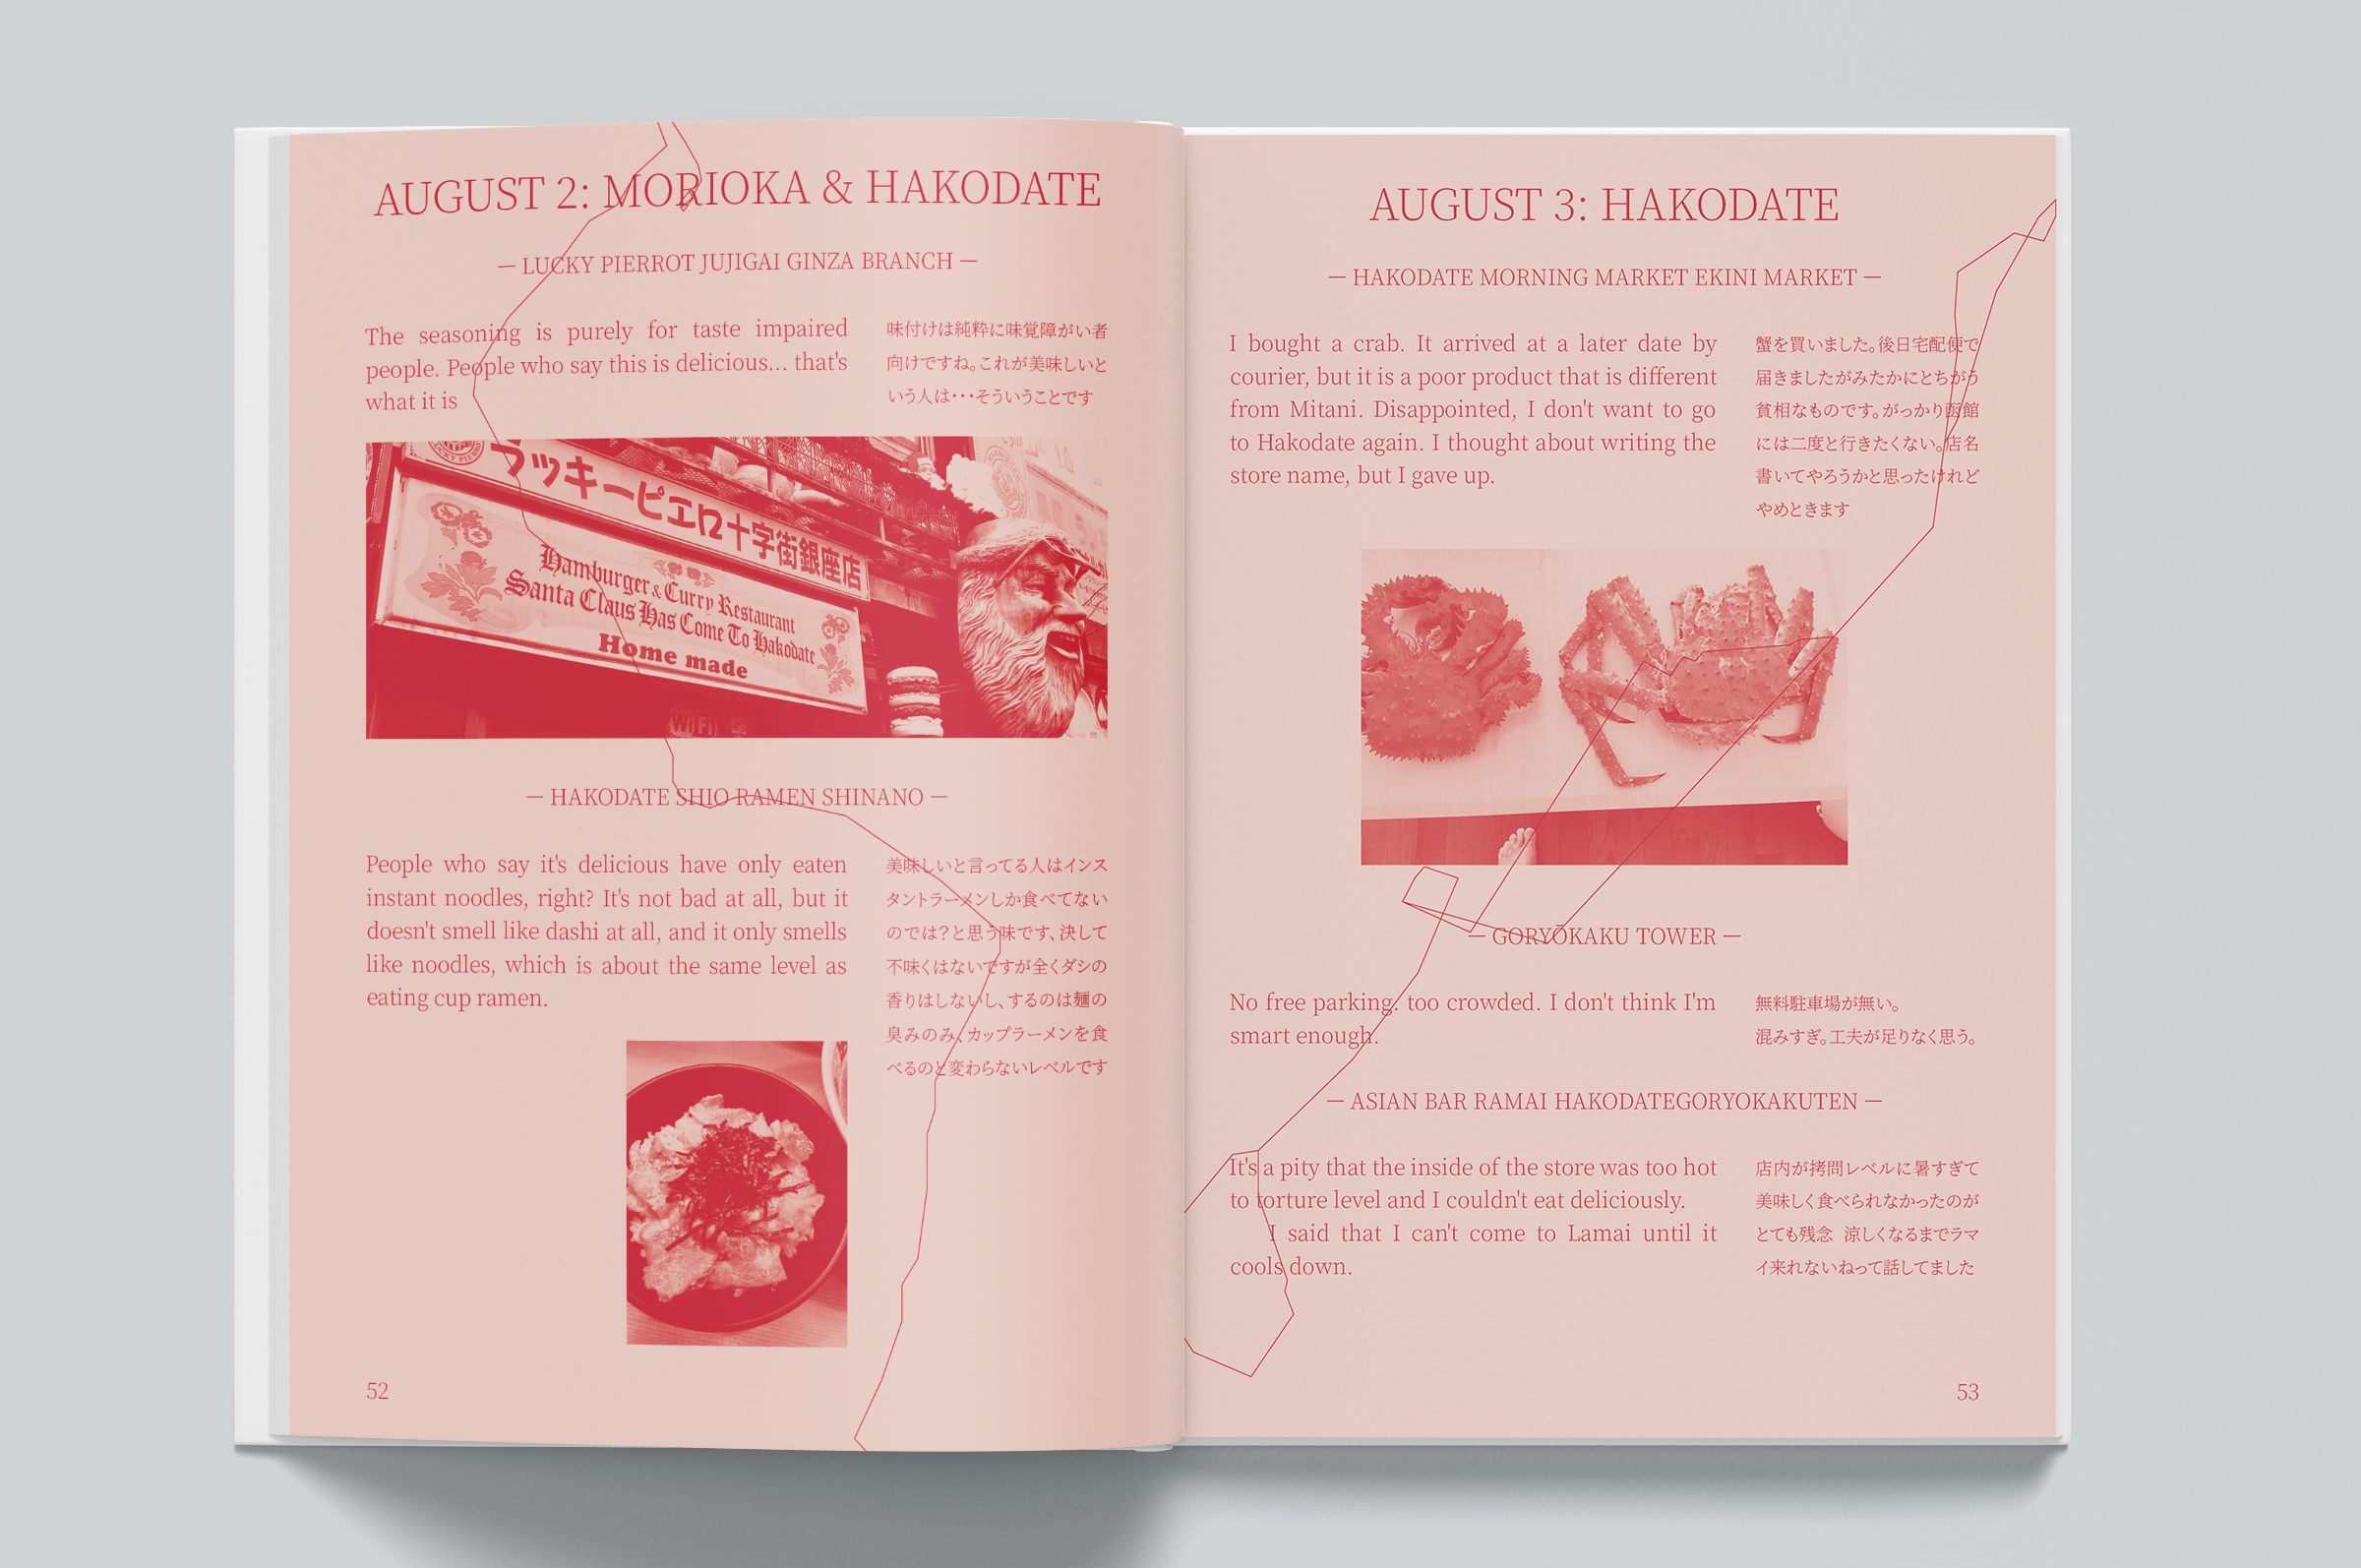 AUGUST 2: MORIOKA & HAKODATE
— LUCKY PIERROT JUJIGAI GINZA BRANCH —
The seasoning is purely for taste impaired
people. People who say this is delicious... that's
what it is
味付けは純粋に味覚障がい者
向けですね。これが美味しいと
いう人は・・・そういうことです
ラッキーピエロ十字街銀座店
Hamburger & Curry Restaurant
Santa Claus Has Come To Hakodate
Home made
WiFi
— HAKODATE SHIO RAMEN SHINANO —
People who say it's delicious have only eaten
instant noodles, right? It's not bad at all, but it
doesn't smell like dashi at all, and it only smells
like noodles, which is about the same level as
eating cup ramen.
美味しいと言ってる人はインス
タントラーメンしか食べてない
のでは？と思う味です、決して
不味くはないですが全くダシの
香りはしないし、するのは麺の
臭みのみ、カップラーメンを食
べるのと変わらないレベルです
52
AUGUST 3: HAKODATE
— HAKODATE MORNING MARKET EKINI MARKET —
I bought a crab. It arrived at a later date by
courier, but it is a poor product that is different
from Mitani. Disappointed, I don't want to go
to Hakodate again. I thought about writing the
store name, but I gave up.
蟹を買いました。後日宅配便で
届きましたがみたかにとちがう
貧相なものです。がっかり函館
には二度と行きたくない。店名
書いてやろうかと思ったけれど
やめときます
— GORYŌKAKU TOWER —
No free parking. too crowded. I don't think I'm
smart enough.
無料駐車場が無い。
混みすぎ。工夫が足りなく思う。
— ASIAN BAR RAMAI HAKODATEGORYOKAKUTEN —
It's a pity that the inside of the store was too hot
to torture level and I couldn't eat deliciously.
I said that I can't come to Lamai until it
cools down.
店内が拷問レベルに暑すぎて
美味しく食べられなかったのが
とても残念 涼しくなるまでラマ
イ来れないねって話してました
53